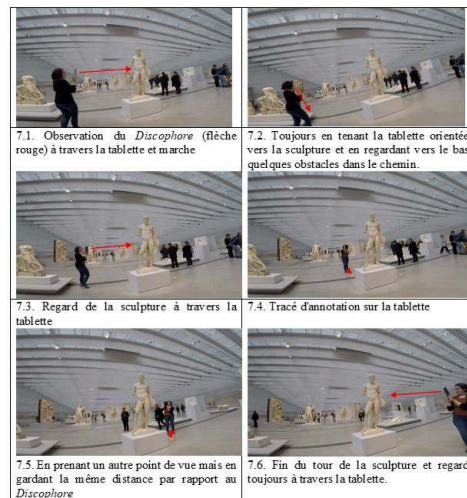 7.1. Observation du Discophore (flèche
rouge) à travers la tablette et marche
7.2. Toujours en tenant la tablette orientée
vers la sculpture et en regardant vers le bas
quelques obstacles dans le chemin.
7.3. Regard de la sculpture à travers la
tablette
7.4. Tracé d'annotation sur la tablette
7.5. En prenant un autre point de vue mais en
gardant la même distance par rapport au
Discophore
7.6. Fin du tour de la sculpture et regard
toujours à travers la tablette.